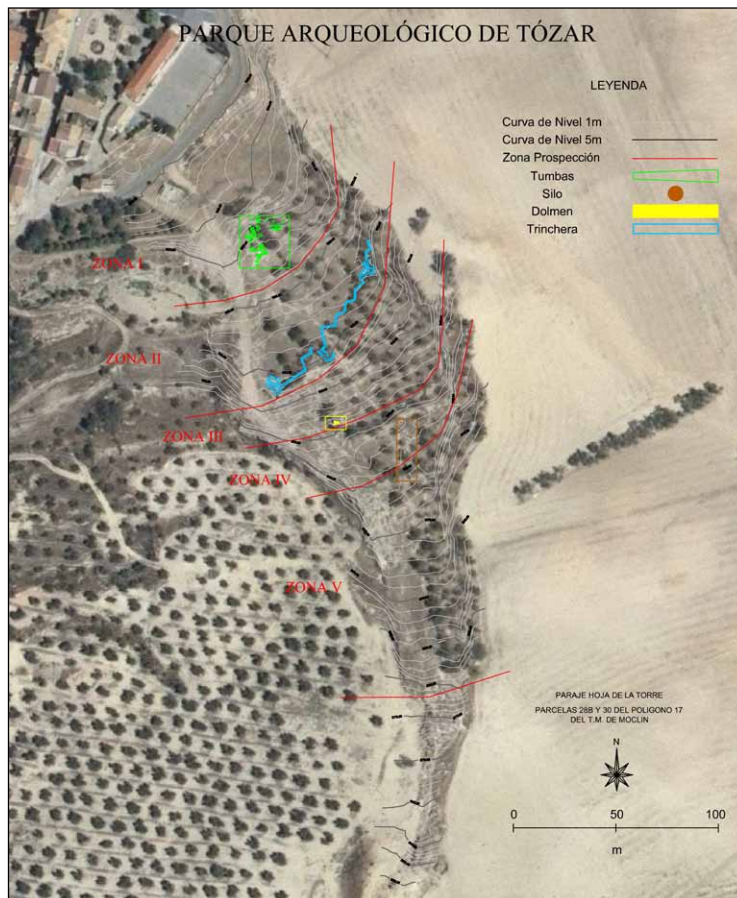 PARQUE ARQUEOLÓGICO DE TÓZAR
LEYENDA
Curva de Nivel 1m
Curva de Nivel 5m
Zona Prospección
Tumbas
Silo
Dolmen
Trinchera
ZONA I
ZONA II
ZONA III
ZONA IV
ZONA V
PARAJE HOJA DE LA TORRE
PARCELAS 28B Y 30 DEL POLIGONO 17
DEL T.M. DE MOCLIN
N
0 50 100
m